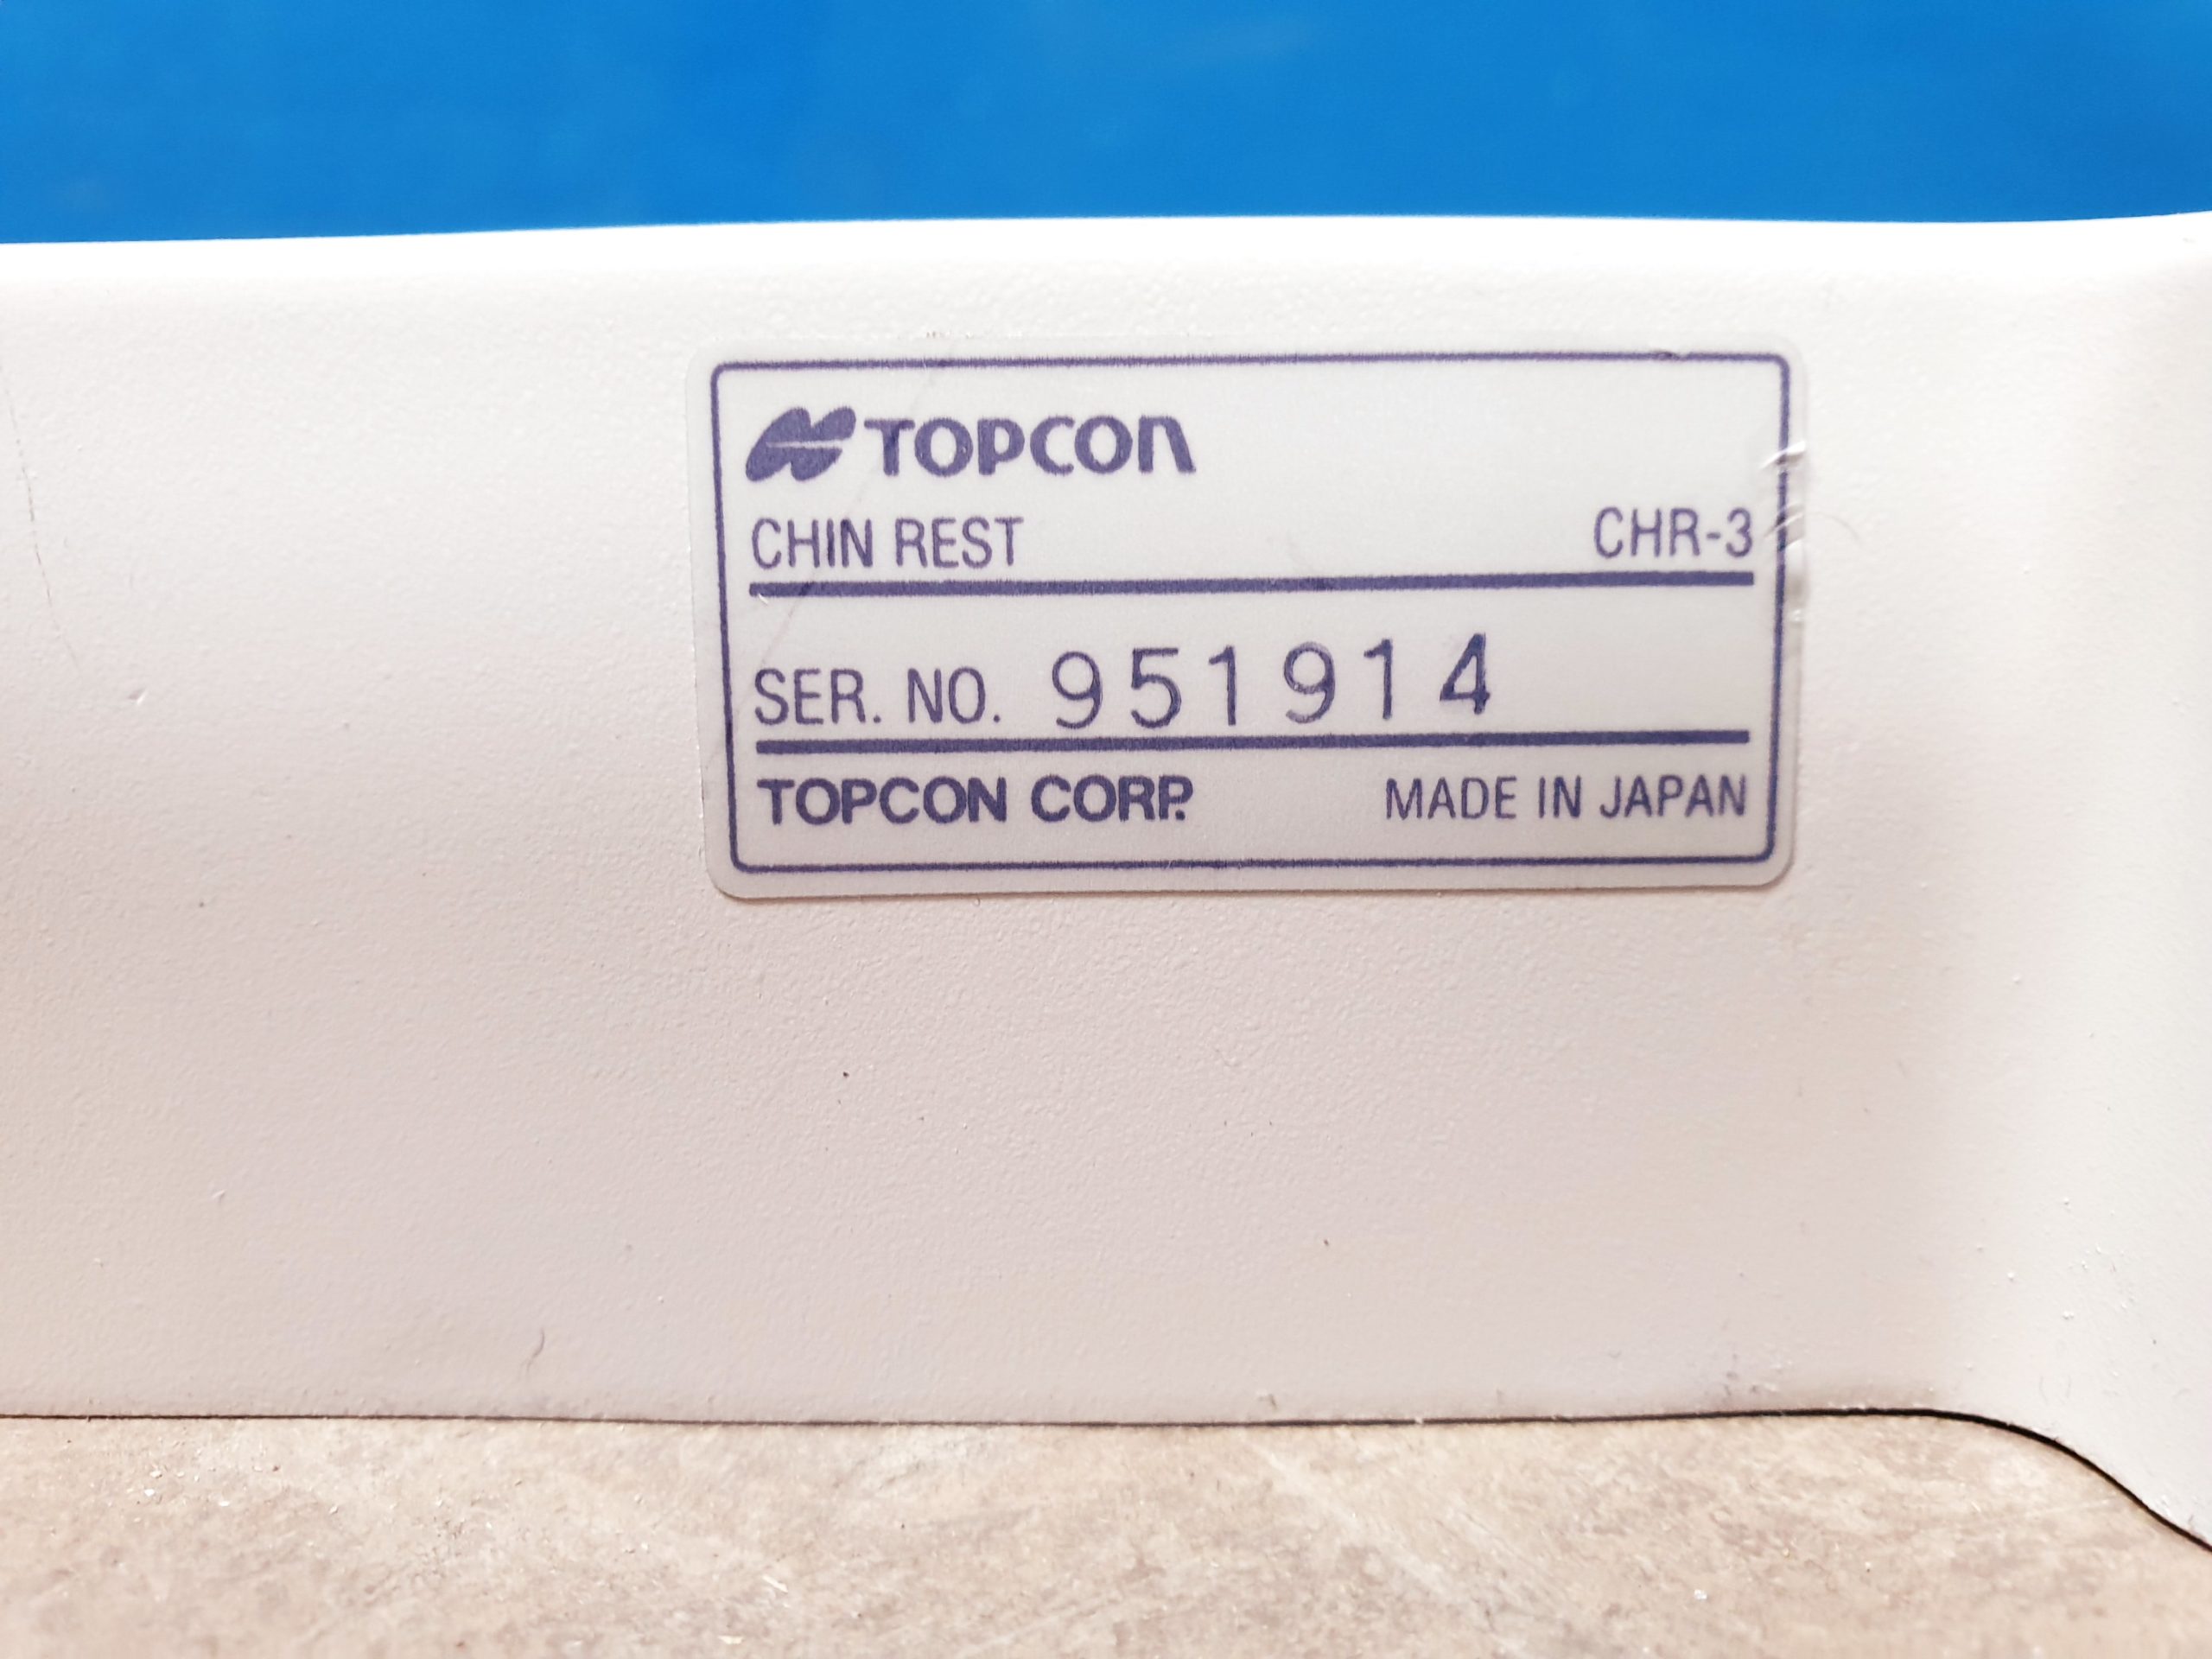 TOPCON
CHIN REST CHR-3
SER. NO. 951914
TOPCON CORP. MADE IN JAPAN